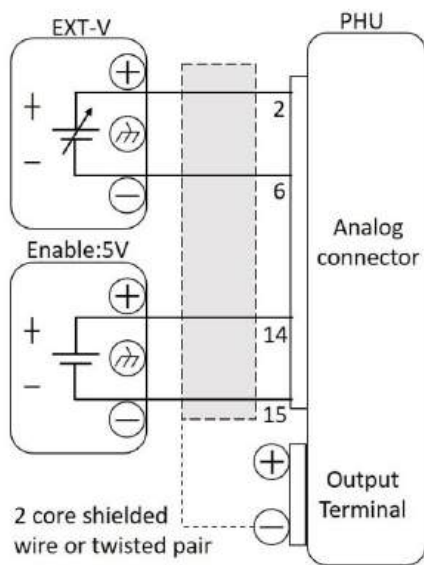 EXT-V
PHU
+
+
2
−
−
6
Analog
connector
Enable:5V
+
+
14
−
−
15
+
Output
Terminal
−
2 core shielded
wire or twisted pair